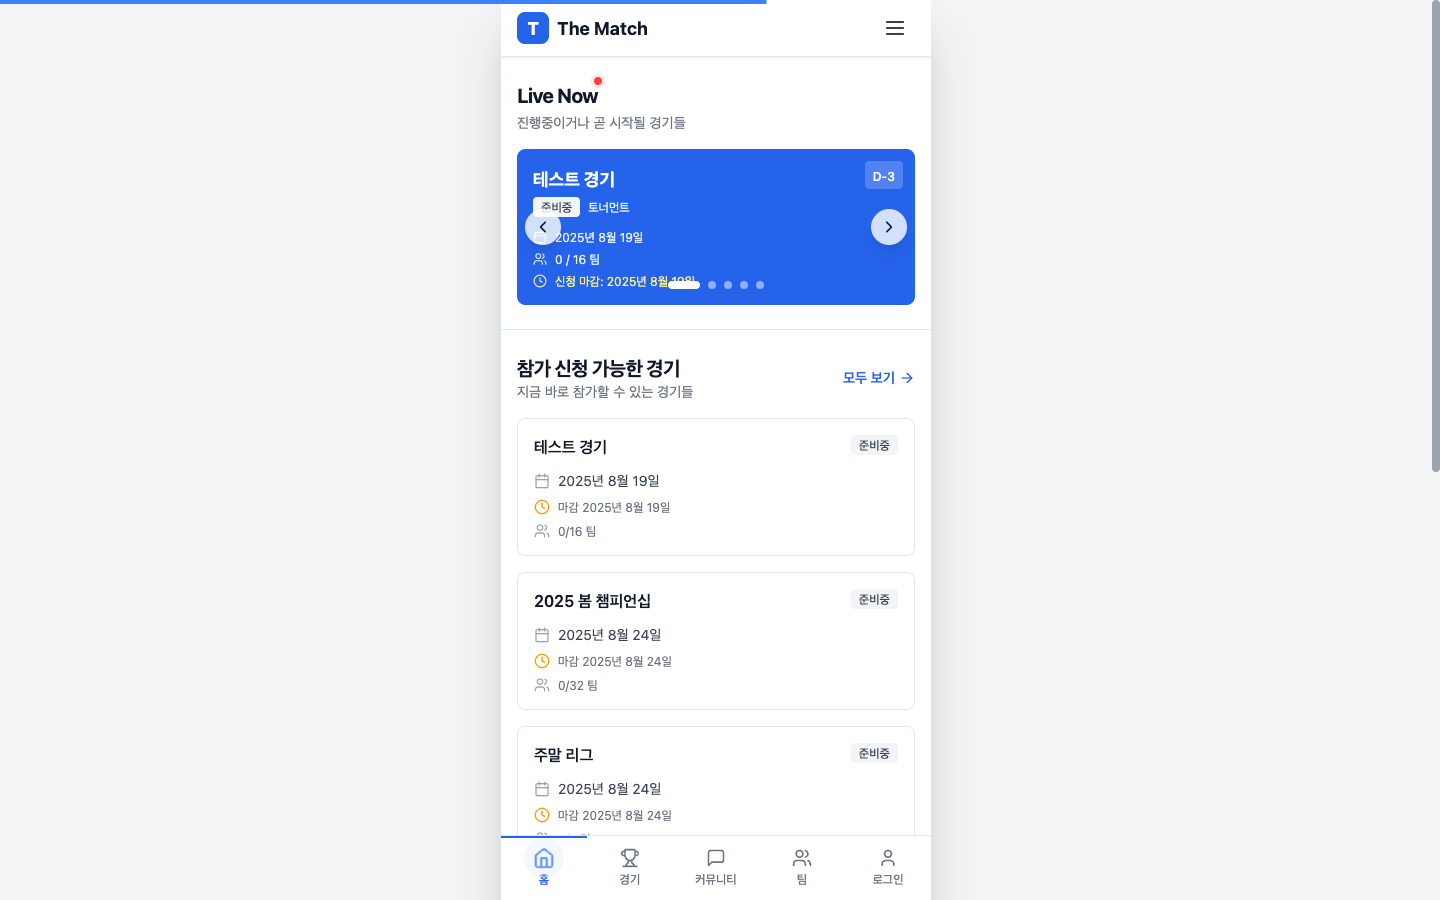 T The Match
Live Now
진행중이거나 곧 시작될 경기들
테스트 경기
D-3
준비중 토너먼트
2025년 8월 19일
0 / 16 팀
신청 마감: 2025년 8월 19일
참가 신청 가능한 경기
지금 바로 참가할 수 있는 경기들
모두 보기
테스트 경기
준비중
2025년 8월 19일
마감 2025년 8월 19일
0/16 팀
2025 봄 챔피언십
준비중
2025년 8월 24일
마감 2025년 8월 24일
0/32 팀
주말 리그
준비중
2025년 8월 24일
마감 2025년 8월 24일
홈 경기 커뮤니티 팀 로그인